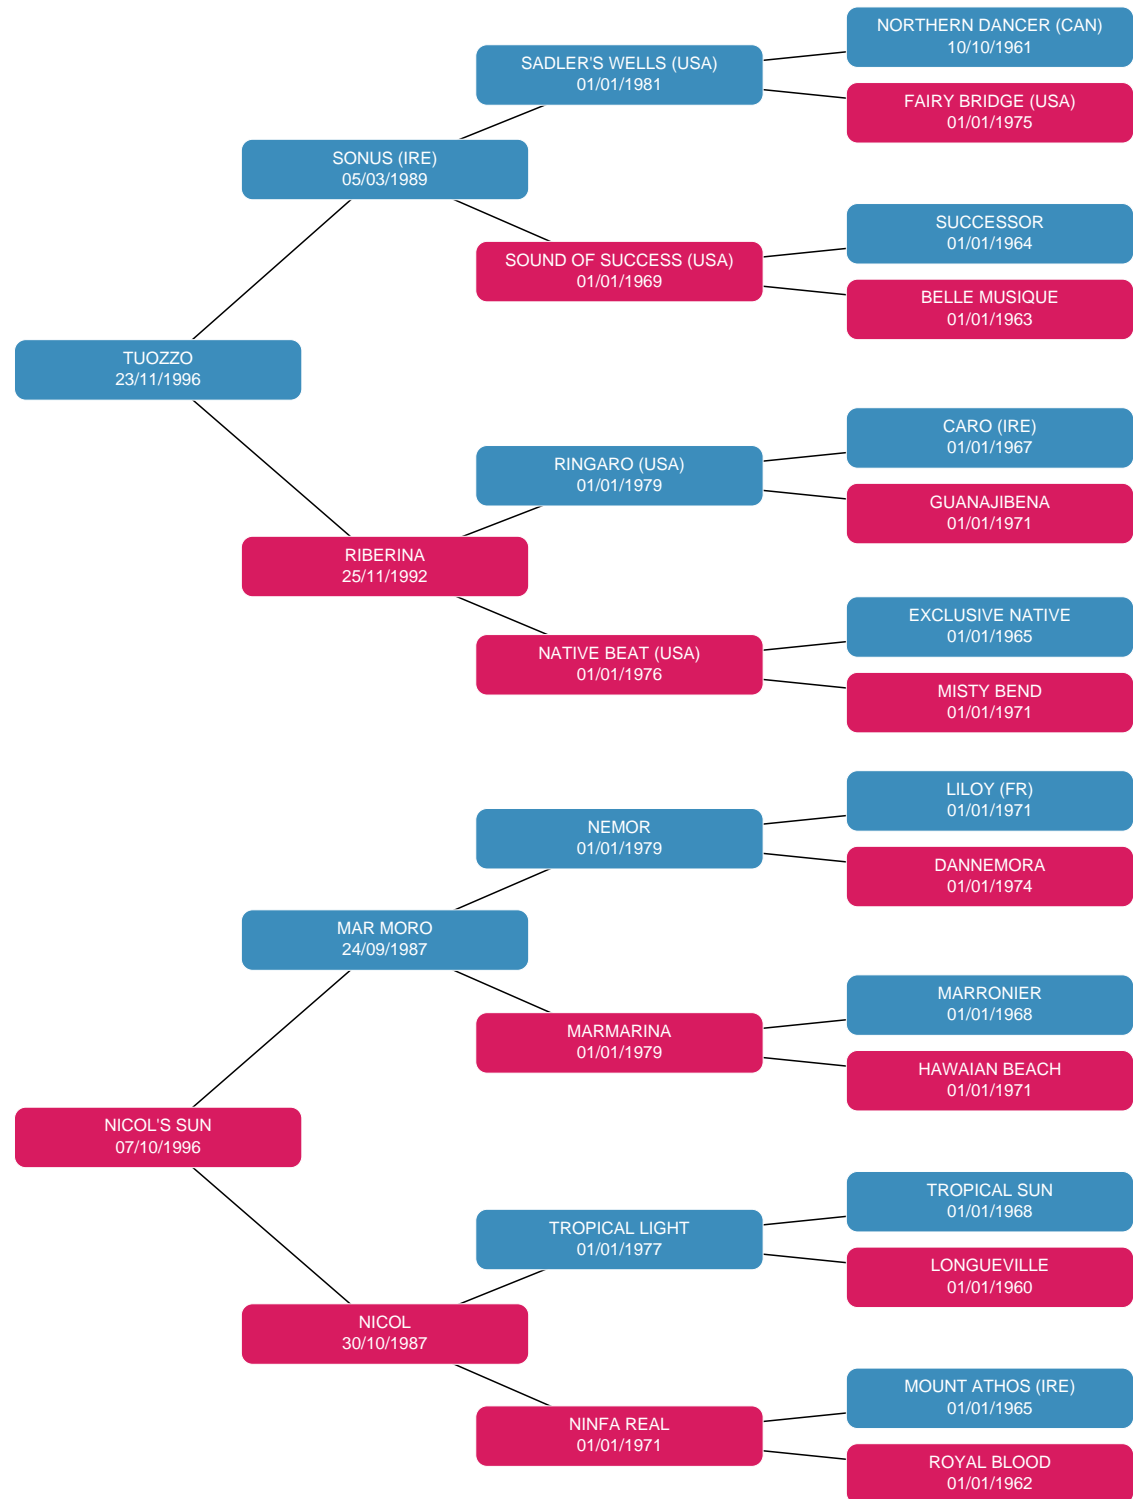 NORTHERN DANCER (CAN)
10/10/1961
SADLER'S WELLS (USA)
01/01/1981
FAIRY BRIDGE (USA)
01/01/1975
SONUS (IRE)
05/03/1989
SUCCESSOR
01/01/1964
SOUND OF SUCCESS (USA)
01/01/1969
BELLE MUSIQUE
01/01/1963
TUOZZO
23/11/1996
CARO (IRE)
01/01/1967
RINGARO (USA)
01/01/1979
GUANAJIBENA
01/01/1971
RIBERINA
25/11/1992
EXCLUSIVE NATIVE
01/01/1965
NATIVE BEAT (USA)
01/01/1976
MISTY BEND
01/01/1971
LILOY (FR)
01/01/1971
NEMOR
01/01/1979
DANNEMORA
01/01/1974
MAR MORO
24/09/1987
MARRONIER
01/01/1968
MARMARINA
01/01/1979
HAWAIAN BEACH
01/01/1971
NICOL'S SUN
07/10/1996
TROPICAL SUN
01/01/1968
TROPICAL LIGHT
01/01/1977
LONGUEVILLE
01/01/1960
NICOL
30/10/1987
MOUNT ATHOS (IRE)
01/01/1965
NINFA REAL
01/01/1971
ROYAL BLOOD
01/01/1962